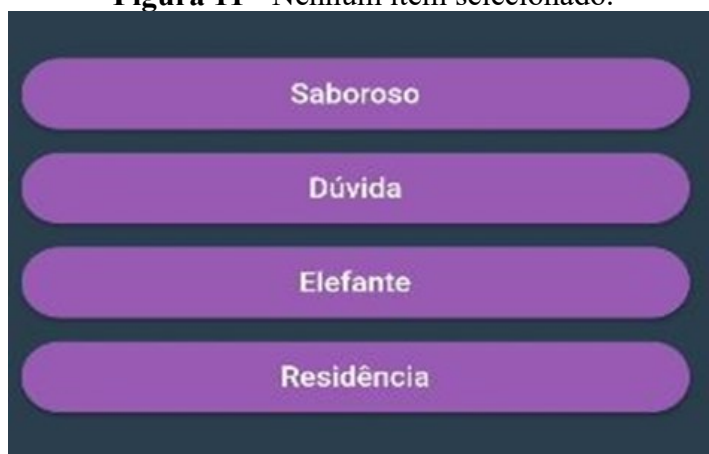 Figura 11 - Nenhum item selecionado.
Saboroso
Dúvida
Elefante
Residência